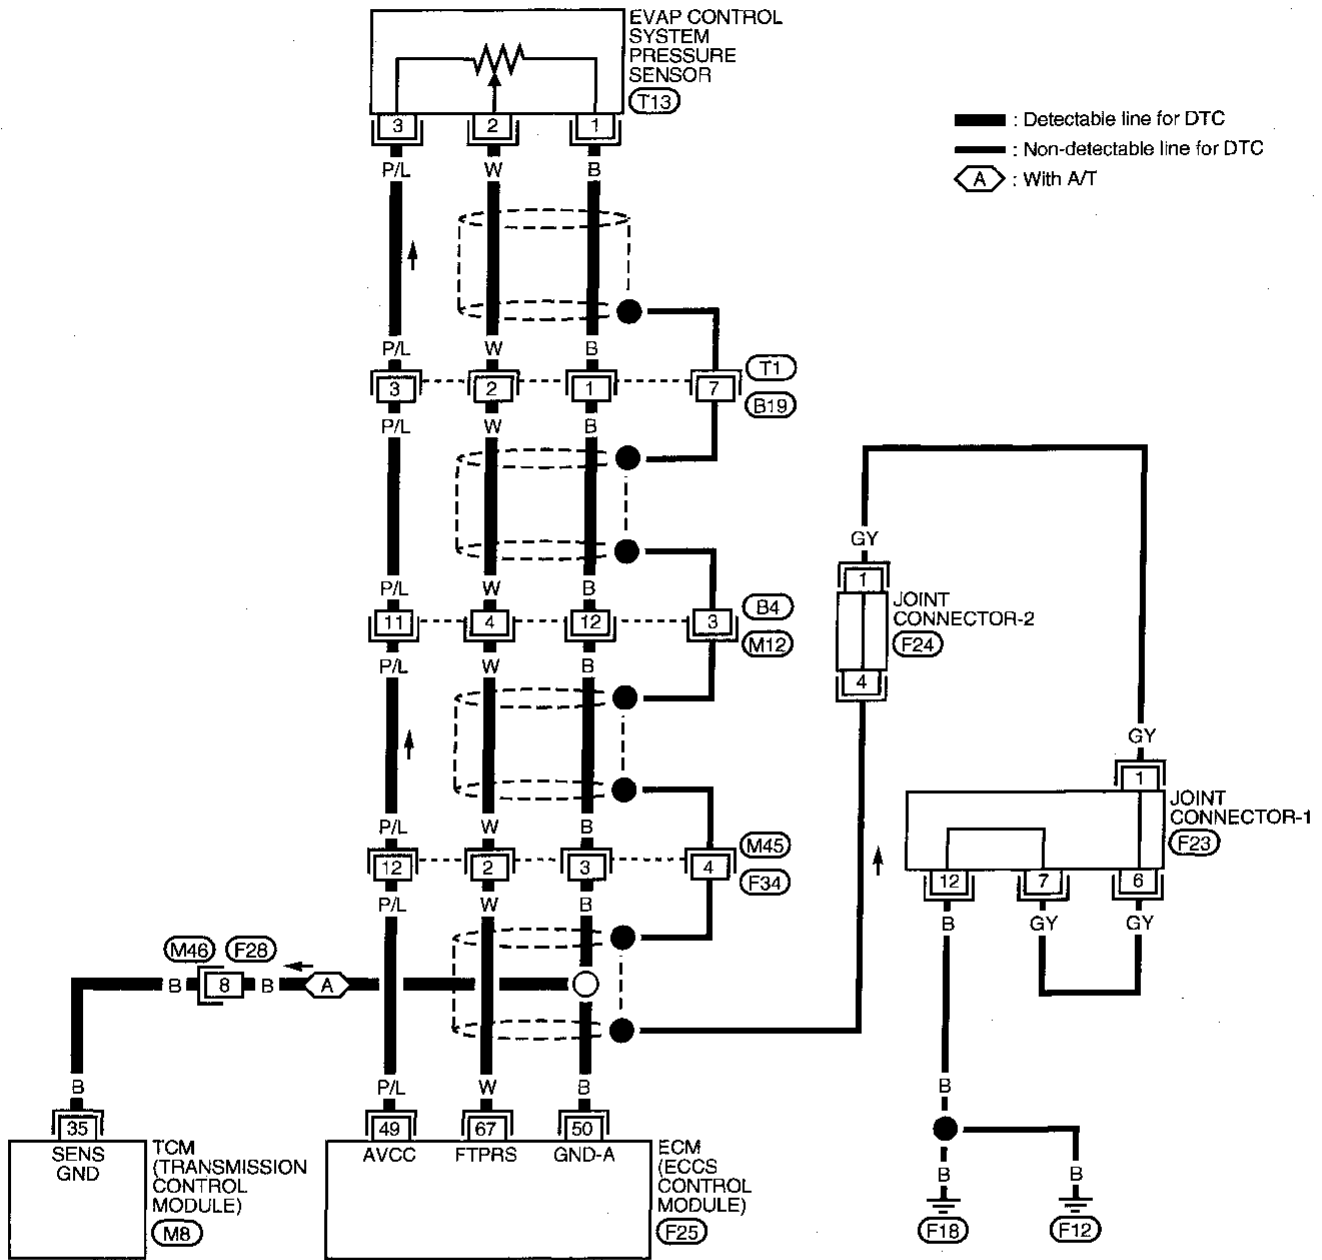 EVAP CONTROL
SYSTEM
PRESSURE
SENSOR
T13
: Detectable line for DTC
: Non-detectable line for DTC
A : With A/T
3 2 1
P/L W B
P/L W B
T1
3 2 1 7
B19
P/L W B
GY
P/L W B
1
B4
11 4 12 3
M12
JOINT
CONNECTOR-2
F24
P/L W B
4
GY
1
JOINT
CONNECTOR-1
F23
P/L W B
M45
12 2 3 4
F34
12 7 6
P/L W B
B GY GY
M46 F28
B 8 B A
B P/L W B
B
35 49 67 50
SENS
GND
TCM
(TRANSMISSION
CONTROL
MODULE)
M8
AVCC FTPRS GND-A
ECM
(ECCS
CONTROL
MODULE)
F25
B B
F18 F12